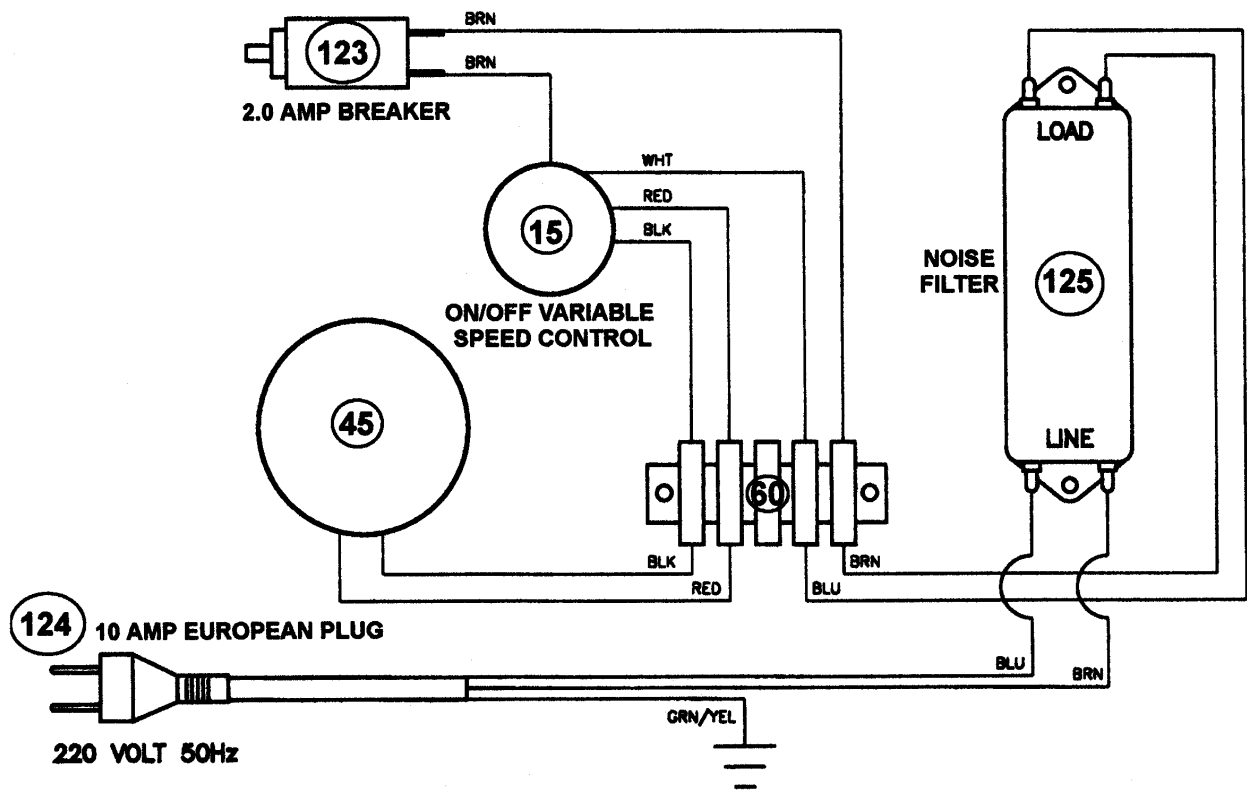 BRN
123
BRN
2.0 AMP BREAKER
LOAD
WHT
RED
15
BLK
NOISE
FILTER
125
ON/OFF VARIABLE
SPEED CONTROL
45
LINE
60
BLK
BRN
RED
BLU
124
10 AMP EUROPEAN PLUG
BLU
BRN
GRN/YEL
220 VOLT 50Hz